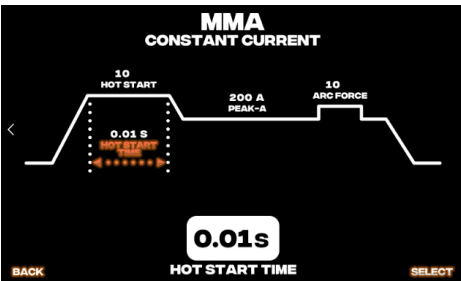 MMA
CONSTANT CURRENT
10
HOT START
200 A
PEAK-A
10
ARC FORCE
0.01 S
HOT START
TIME
0.01s
HOT START TIME
BACK
SELECT